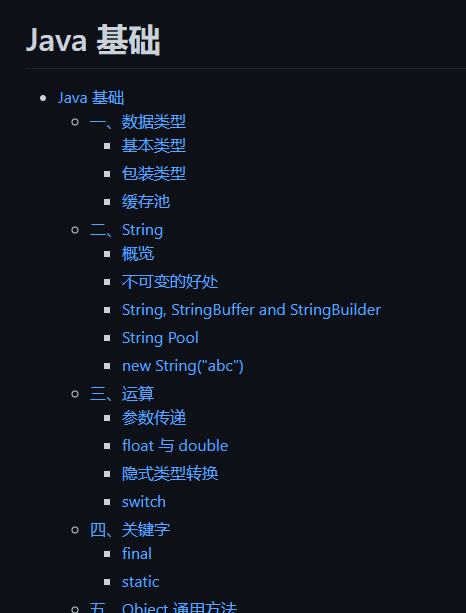 Java 基础
Java 基础
一、数据类型
基本类型
包装类型
缓存池
二、String
概览
不可变的好处
String, StringBuffer and StringBuilder
String Pool
new String("abc")
三、运算
参数传递
float 与 double
隐式类型转换
switch
四、关键字
final
static
五、Object 通用方法